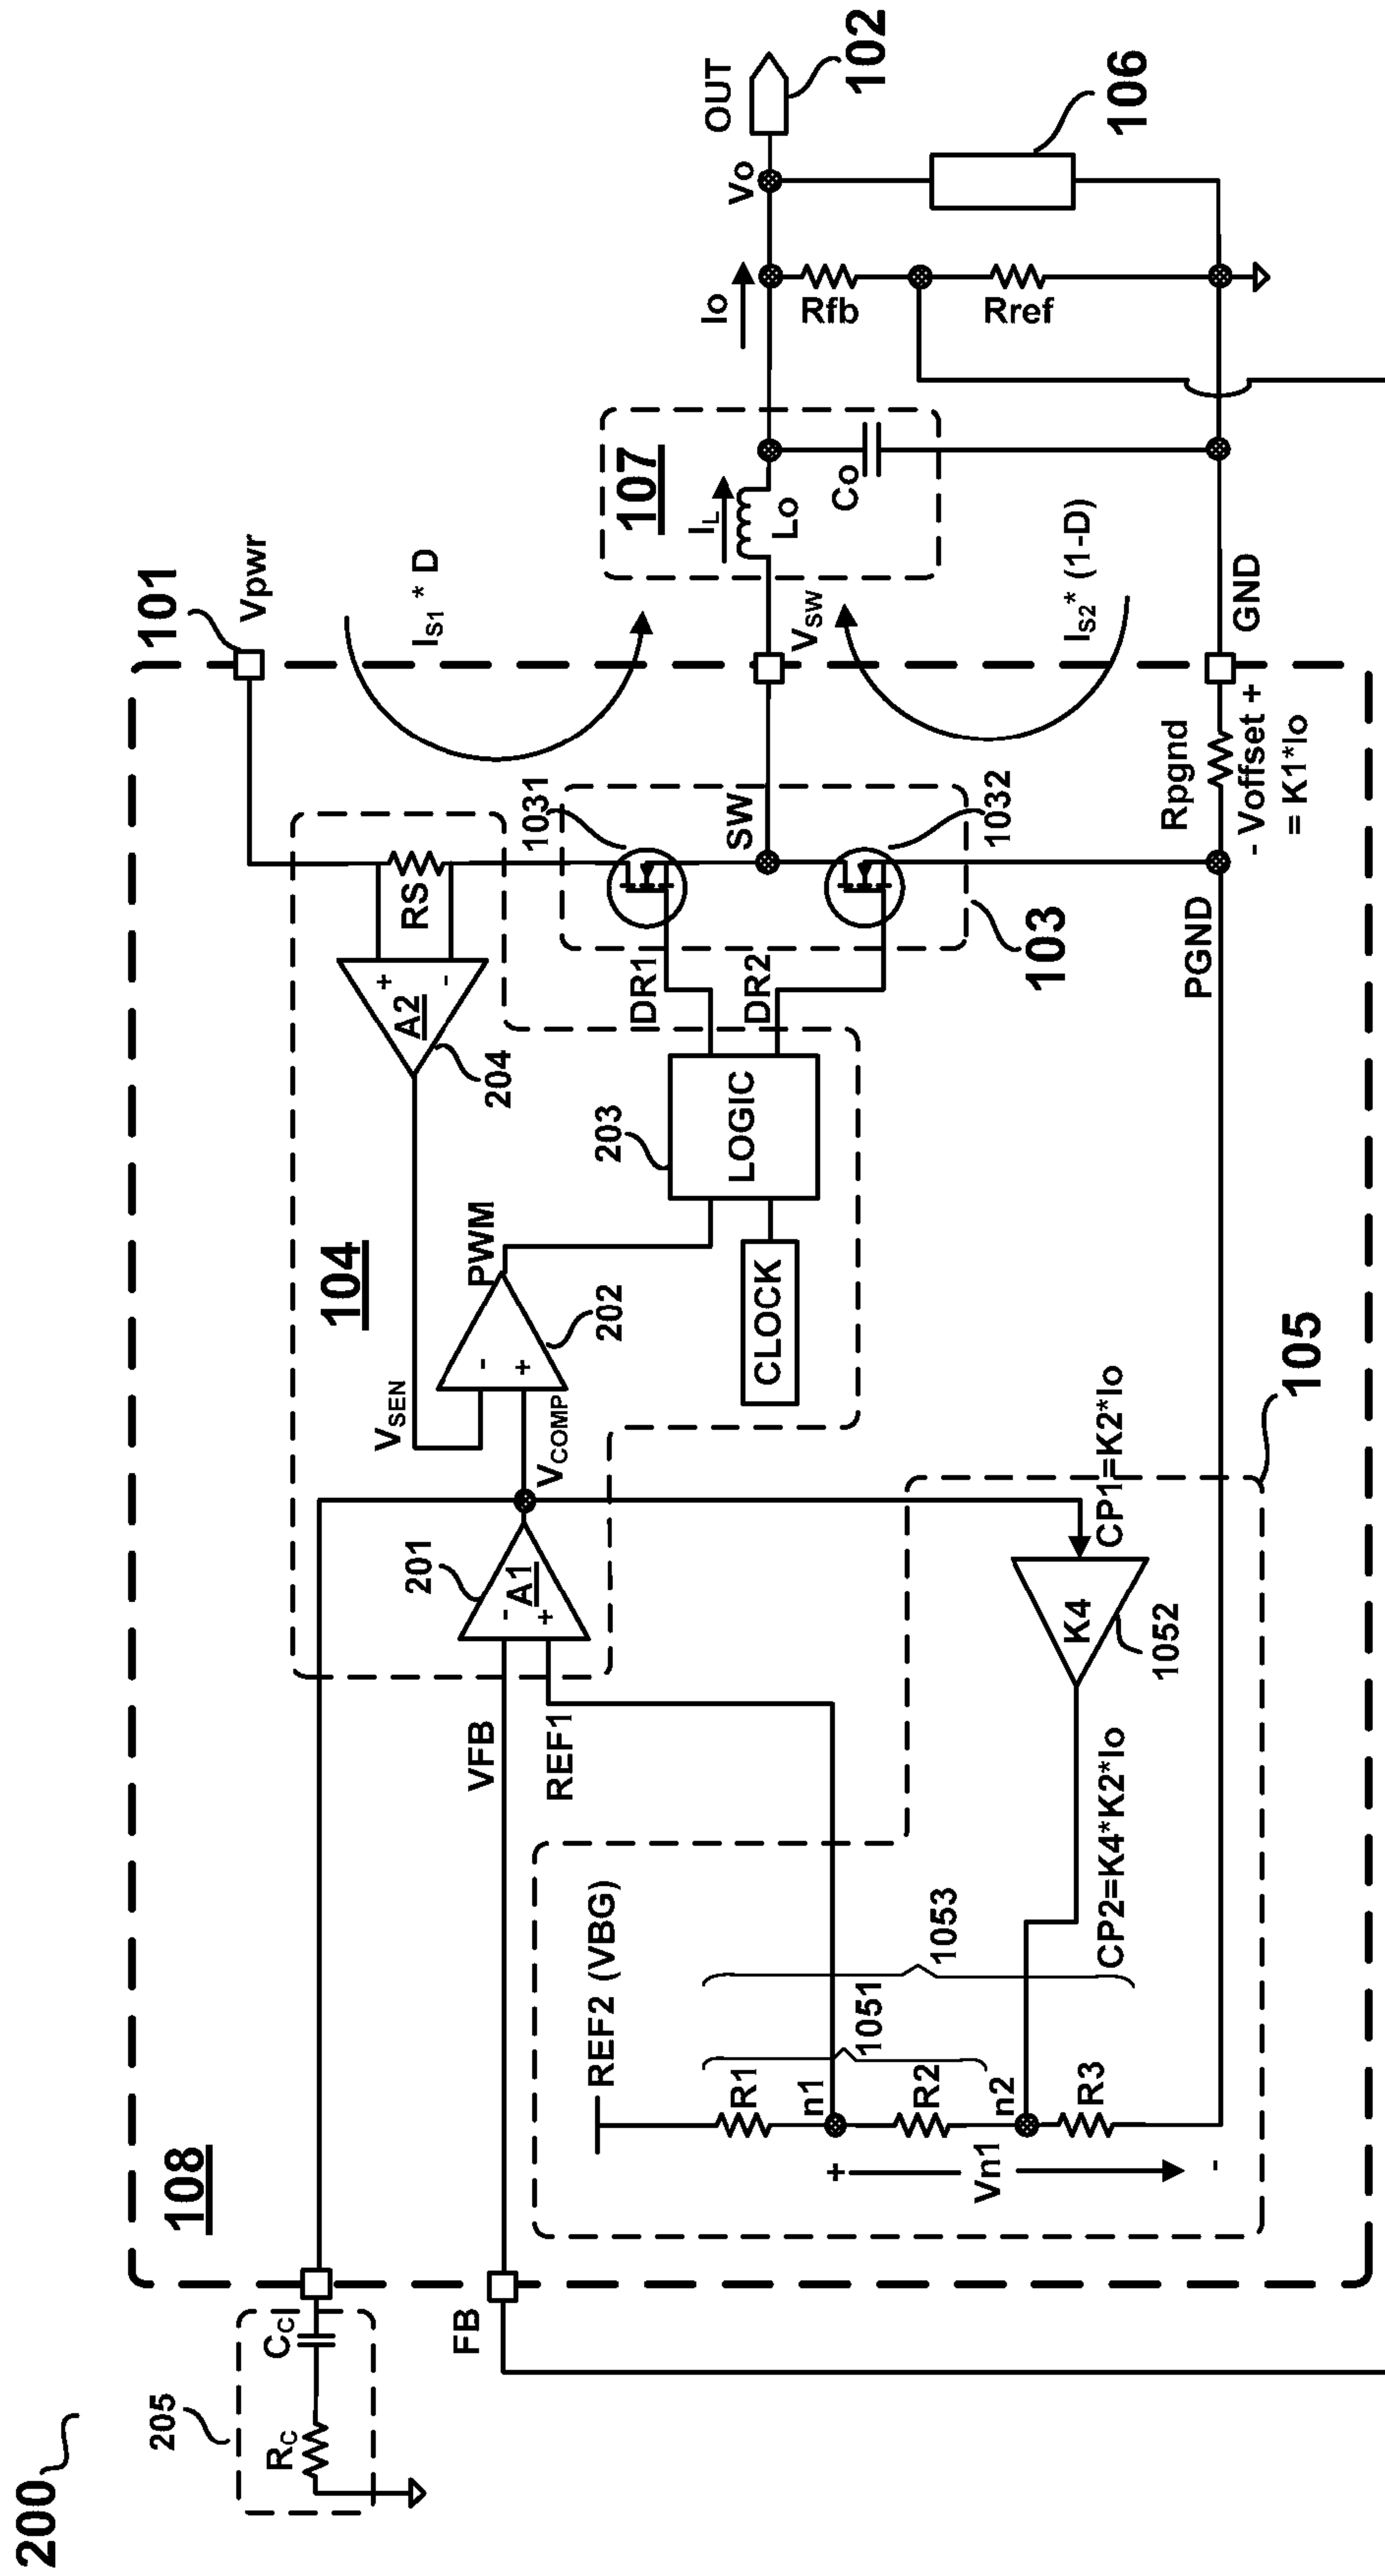 200
205
RC
CC
FB
108
101
Vpwr
IS1 * D
104
VSEN
VCOMP
PWM
202
-
+
201
A1
-
+
VFB
REF1
204
A2
+
-
RS
203
LOGIC
CLOCK
IDR1
DR2
1031
1032
103
SW
VSW
107
IL
Lo
Co
Io
Vo
OUT
102
Rfb
Rref
106
IS2* (1-D)
GND
Rpgnd
- Voffset +
= K1*Io
PGND
105
CP1=K2*Io
K4
1052
CP2=K4*K2*Io
REF2 (VBG)
1053
1051
R1
n1
R2
n2
R3
+
Vn1
-